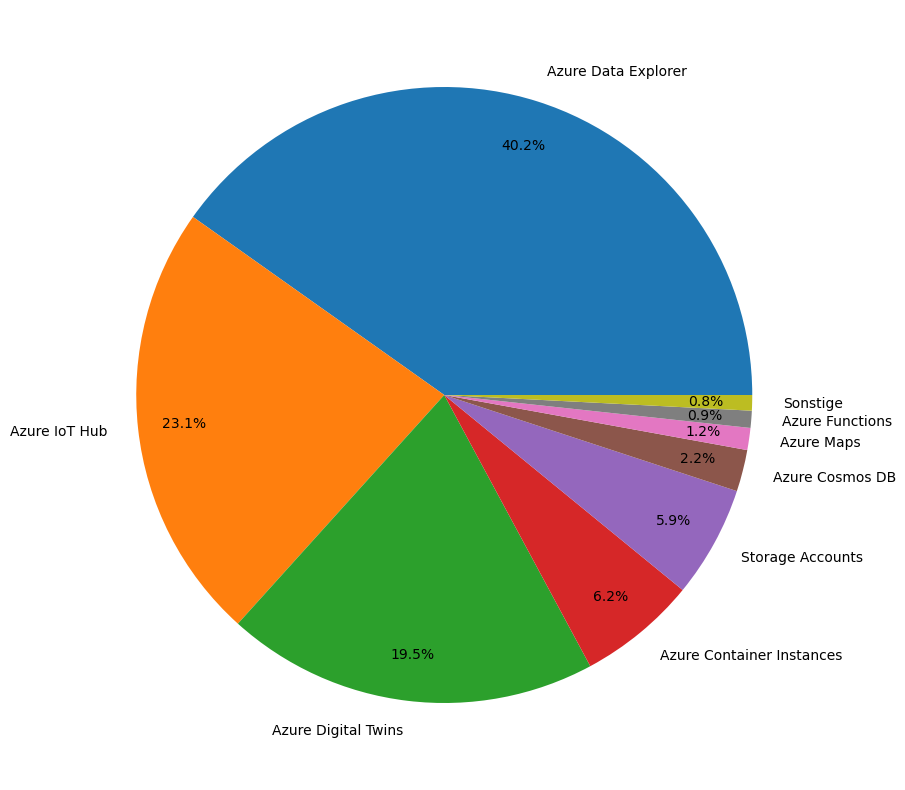 Azure Data Explorer
40.2%
Azure IoT Hub
23.1%
Azure Digital Twins
19.5%
Azure Container Instances
6.2%
Storage Accounts
5.9%
Azure Cosmos DB
2.2%
Azure Maps
1.2%
Azure Functions
0.9%
Sonstige
0.8%